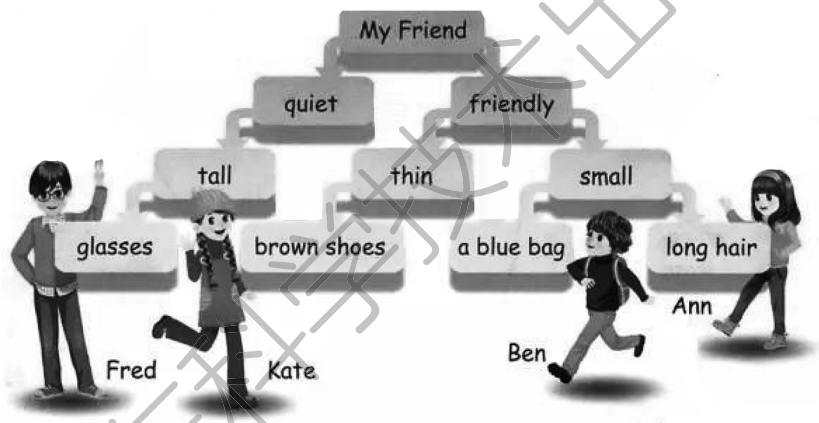 My Friend
quiet friendly
tall thin small
glasses brown shoes a blue bag long hair
Ann
Ben
Fred Kate